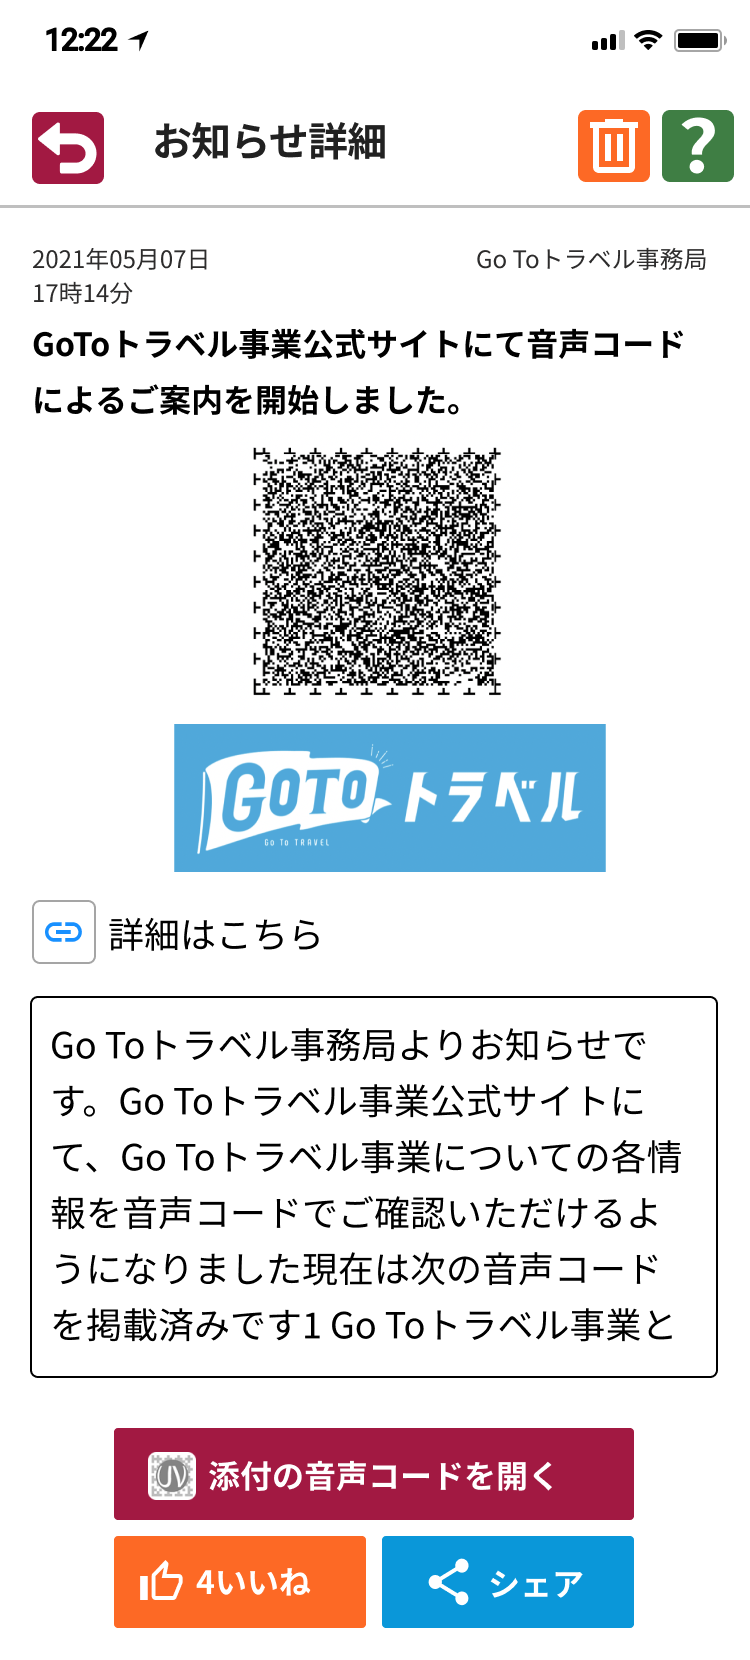 12:22
お知らせ詳細
2021年05月07日
17時14分
Go Toトラベル事務局
GoToトラベル事業公式サイトにて音声コード
によるご案内を開始しました。
GoTo トラベル
Go To TRAVEL
詳細はこちら
Go Toトラベル事務局よりお知らせで
す。Go Toトラベル事業公式サイトに
て、Go Toトラベル事業についての各情
報を音声コードでご確認いただけるよ
うになりました現在は次の音声コード
を掲載済みです1 Go Toトラベル事業と
UV 添付の音声コードを開く
4いいね
シェア